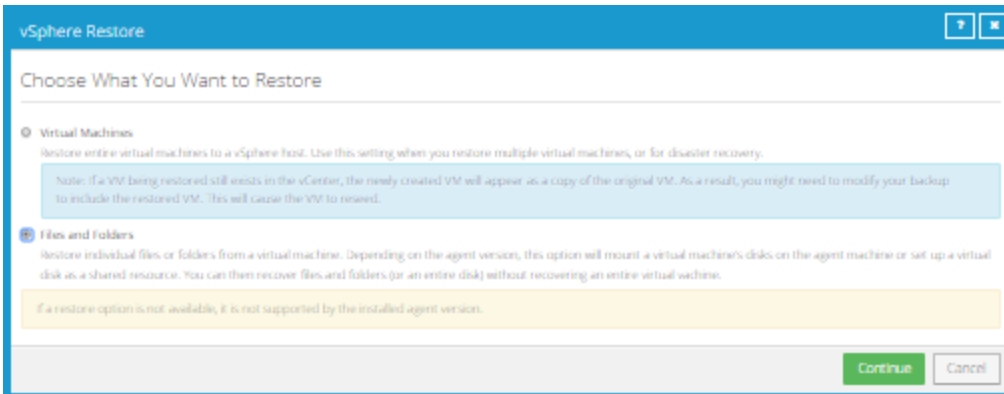 vSphere Restore
Choose What You Want to Restore
Virtual Machines
Restore entire virtual machines to a vSphere host. Use this setting when you restore multiple virtual machines, or for disaster recovery.
Note: If a VM being restored still exists in the vCenter, the newly created VM will appear as a copy of the original VM. As a result, you might need to modify your backup
to include the restored VM. This will cause the VM to reseed.
Files and Folders
Restore individual files or folders from a virtual machine. Depending on the agent version, this option will mount a virtual machine's disks on the agent machine or set up a virtual
disk as a shared resource. You can then recover files and folders (or an entire disk) without recovering an entire virtual vachine.
If a restore option is not available, it is not supported by the installed agent version.
Continue
Cancel